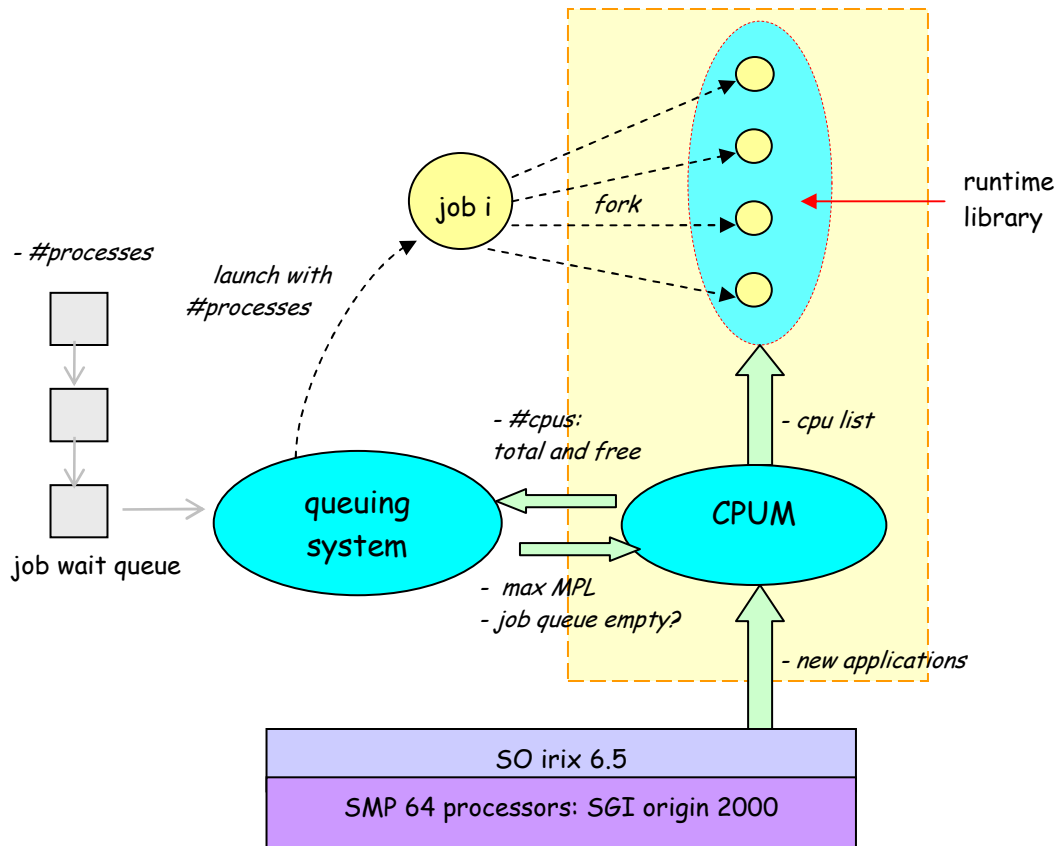 runtime
library
job i
fork
- #processes
launch with
#processes
- #cpus:
total and free
- cpu list
queuing
system
CPUM
job wait queue
- max MPL
- job queue empty?
- new applications
SO irix 6.5
SMP 64 processors: SGI origin 2000